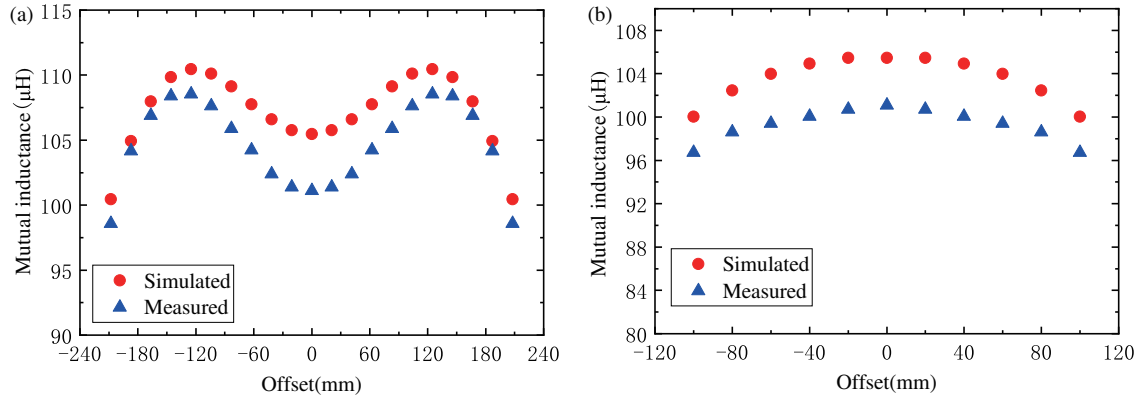 (a)
115
110
105
100
95
90
Mutual inductance (μH)
Simulated
Measured
-240 -180 -120 -60 0 60 120 180 240
Offset(mm)
(b)
108
104
100
96
92
88
84
80
Mutual inductance (μH)
Simulated
Measured
-120 -80 -40 0 40 80 120
Offset(mm)